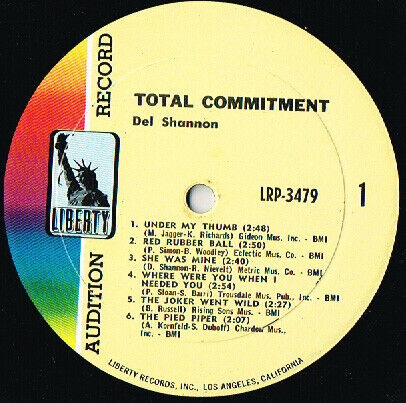 AUDITION RECORD
LIBERTY
TOTAL COMMITMENT
Del Shannon
LRP-3479
1
1. UNDER MY THUMB (2:48)
(M. Jagger-K. Richards) Gideon Mus. Inc. - BMI
2. RED RUBBER BALL (2:50)
(P. Simon-B. Woodley) Eclectic Mus. Co. - BMI
3. SHE WAS MINE (2:40)
(D. Shannon-R. Nierelt) Metric Mus. Co. - BMI
4. WHERE WERE YOU WHEN I
NEEDED YOU (2:54)
(P. Sloan-S. Barri) Trousdale Mus. Pub., Inc. - BMI
5. THE JOKER WENT WILD (2:27)
(B. Russell) Rising Sons Mus. - BMI
6. THE PIED PIPER (2:07)
(A. Kornfeld-S. Duboff) Chardon Mus.,
Inc. - BMI
LIBERTY RECORDS, INC., LOS ANGELES, CALIFORNIA